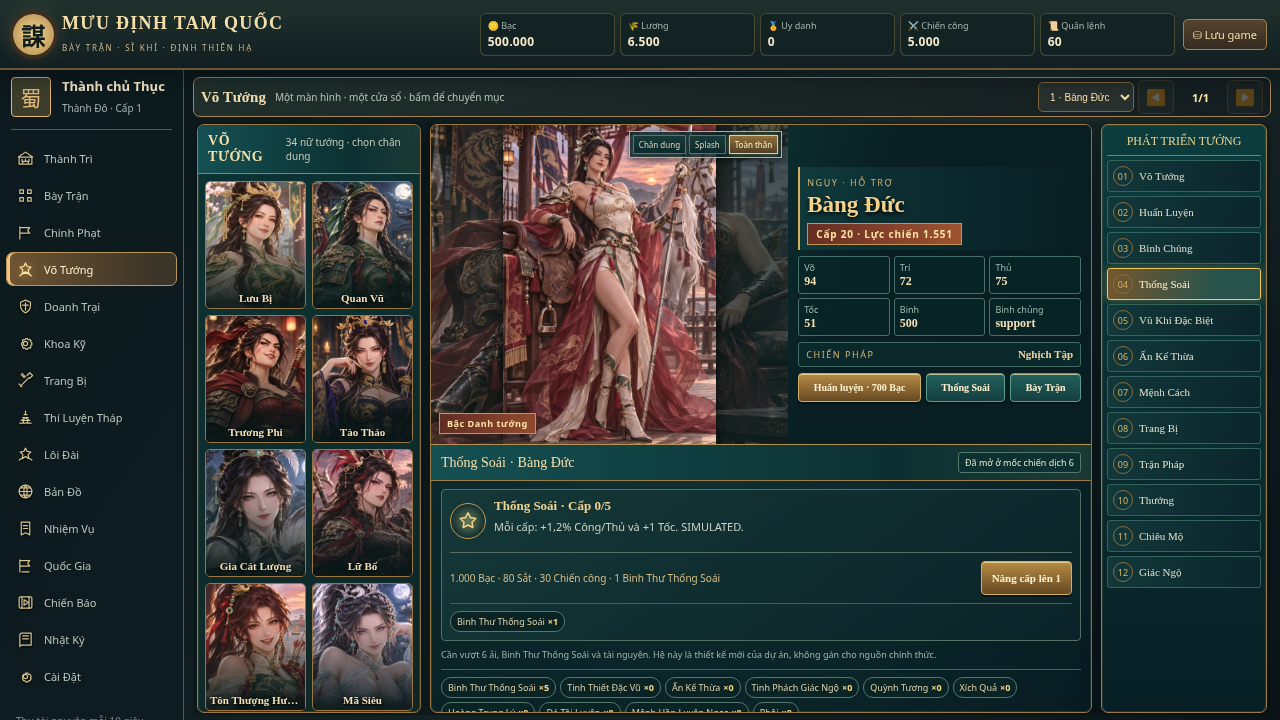 謀
MƯU ĐỊNH TAM QUỐC
BÀY TRẬN · SĨ KHÍ · ĐỊNH THIÊN HẠ
Bạc
500.000
Lương
6.500
Uy danh
0
Chiến công
5.000
Quân lệnh
60
Lưu game
蜀
Thành chủ Thục
Thành Đô · Cấp 1
Thành Trì
Bày Trận
Chinh Phạt
Võ Tướng
Doanh Trại
Khoa Kỹ
Trang Bị
Thí Luyện Tháp
Lôi Đài
Bản Đồ
Nhiệm Vụ
Quốc Gia
Chiến Báo
Nhật Ký
Cài Đặt
Võ Tướng
Một màn hình · một cửa sổ · bấm để chuyển mục
1 · Bàng Đức
1/1
VÕ TƯỚNG
34 nữ tướng · chọn chân dung
Lưu Bị
Quan Vũ
Trương Phi
Tào Tháo
Gia Cát Lượng
Lữ Bố
Tôn Thượng Hư…
Mã Siêu
Chân dung
Splash
Toàn thân
Bậc Danh tướng
NGỤY · HỖ TRỢ
Bàng Đức
Cấp 20 · Lực chiến 1.551
Võ
94
Trí
72
Thủ
75
Tốc
51
Binh
500
Binh chủng
support
CHIẾN PHÁP
Nghịch Tập
Huấn luyện · 700 Bạc
Thống Soái
Bày Trận
Thống Soái · Bàng Đức
Đã mở ở mốc chiến dịch 6
Thống Soái · Cấp 0/5
Mỗi cấp: +1,2% Công/Thủ và +1 Tốc. SIMULATED.
1.000 Bạc · 80 Sắt · 30 Chiến công · 1 Binh Thư Thống Soái
Nâng cấp lên 1
Binh Thư Thống Soái ×1
Cần vượt 6 ải, Binh Thư Thống Soái và tài nguyên. Hệ này là thiết kế mới của dự án, không gán cho nguồn chính thức.
Binh Thư Thống Soái ×5
Tinh Thiết Đặc Vũ ×0
Ấn Kế Thừa ×0
Tinh Phách Giác Ngộ ×0
Quỳnh Tương ×0
Xích Quả ×0
PHÁT TRIỂN TƯỚNG
01 Võ Tướng
02 Huấn Luyện
03 Binh Chủng
04 Thống Soái
05 Vũ Khí Đặc Biệt
06 Ấn Kế Thừa
07 Mệnh Cách
08 Trang Bị
09 Trận Pháp
10 Thưởng
11 Chiêu Mộ
12 Giác Ngộ